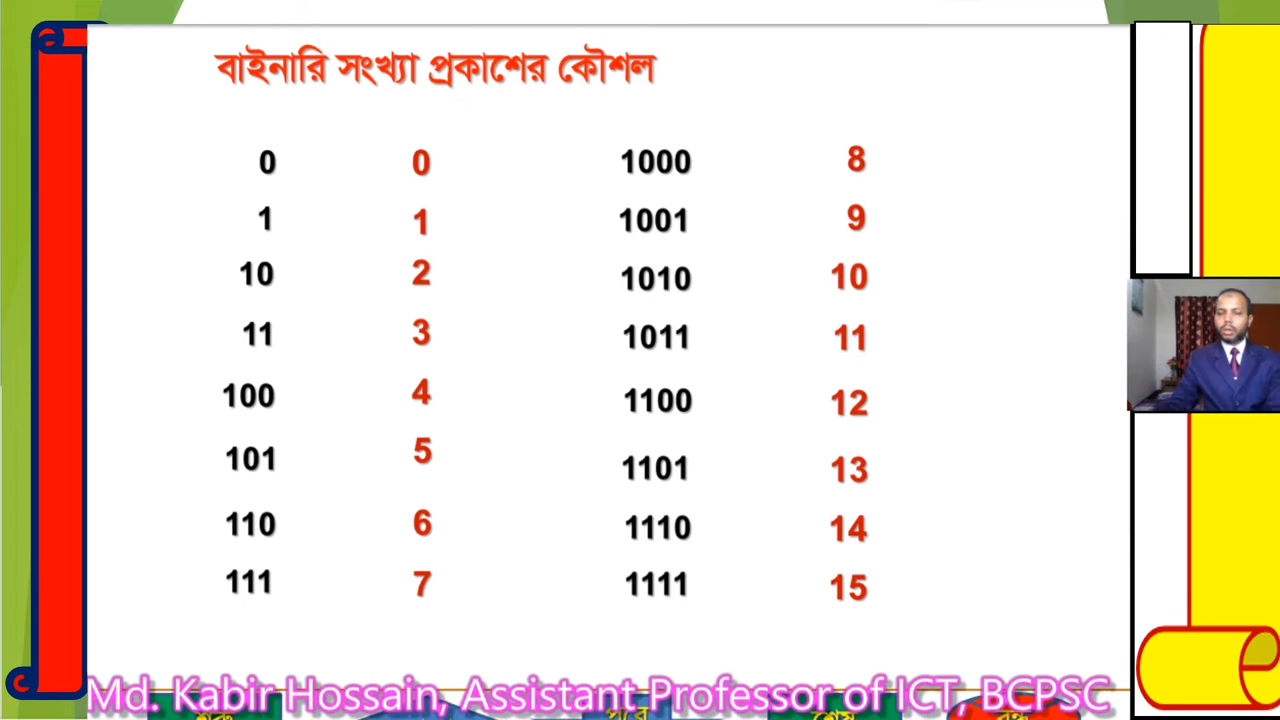 বাইনারি সংখ্যা প্রকাশের কৌশল
0 0 1000 8
1 1 1001 9
10 2 1010 10
11 3 1011 11
100 4 1100 12
101 5 1101 13
110 6 1110 14
111 7 1111 15
Md. Kabir Hossain, Assistant Professor of ICT, BCPSC